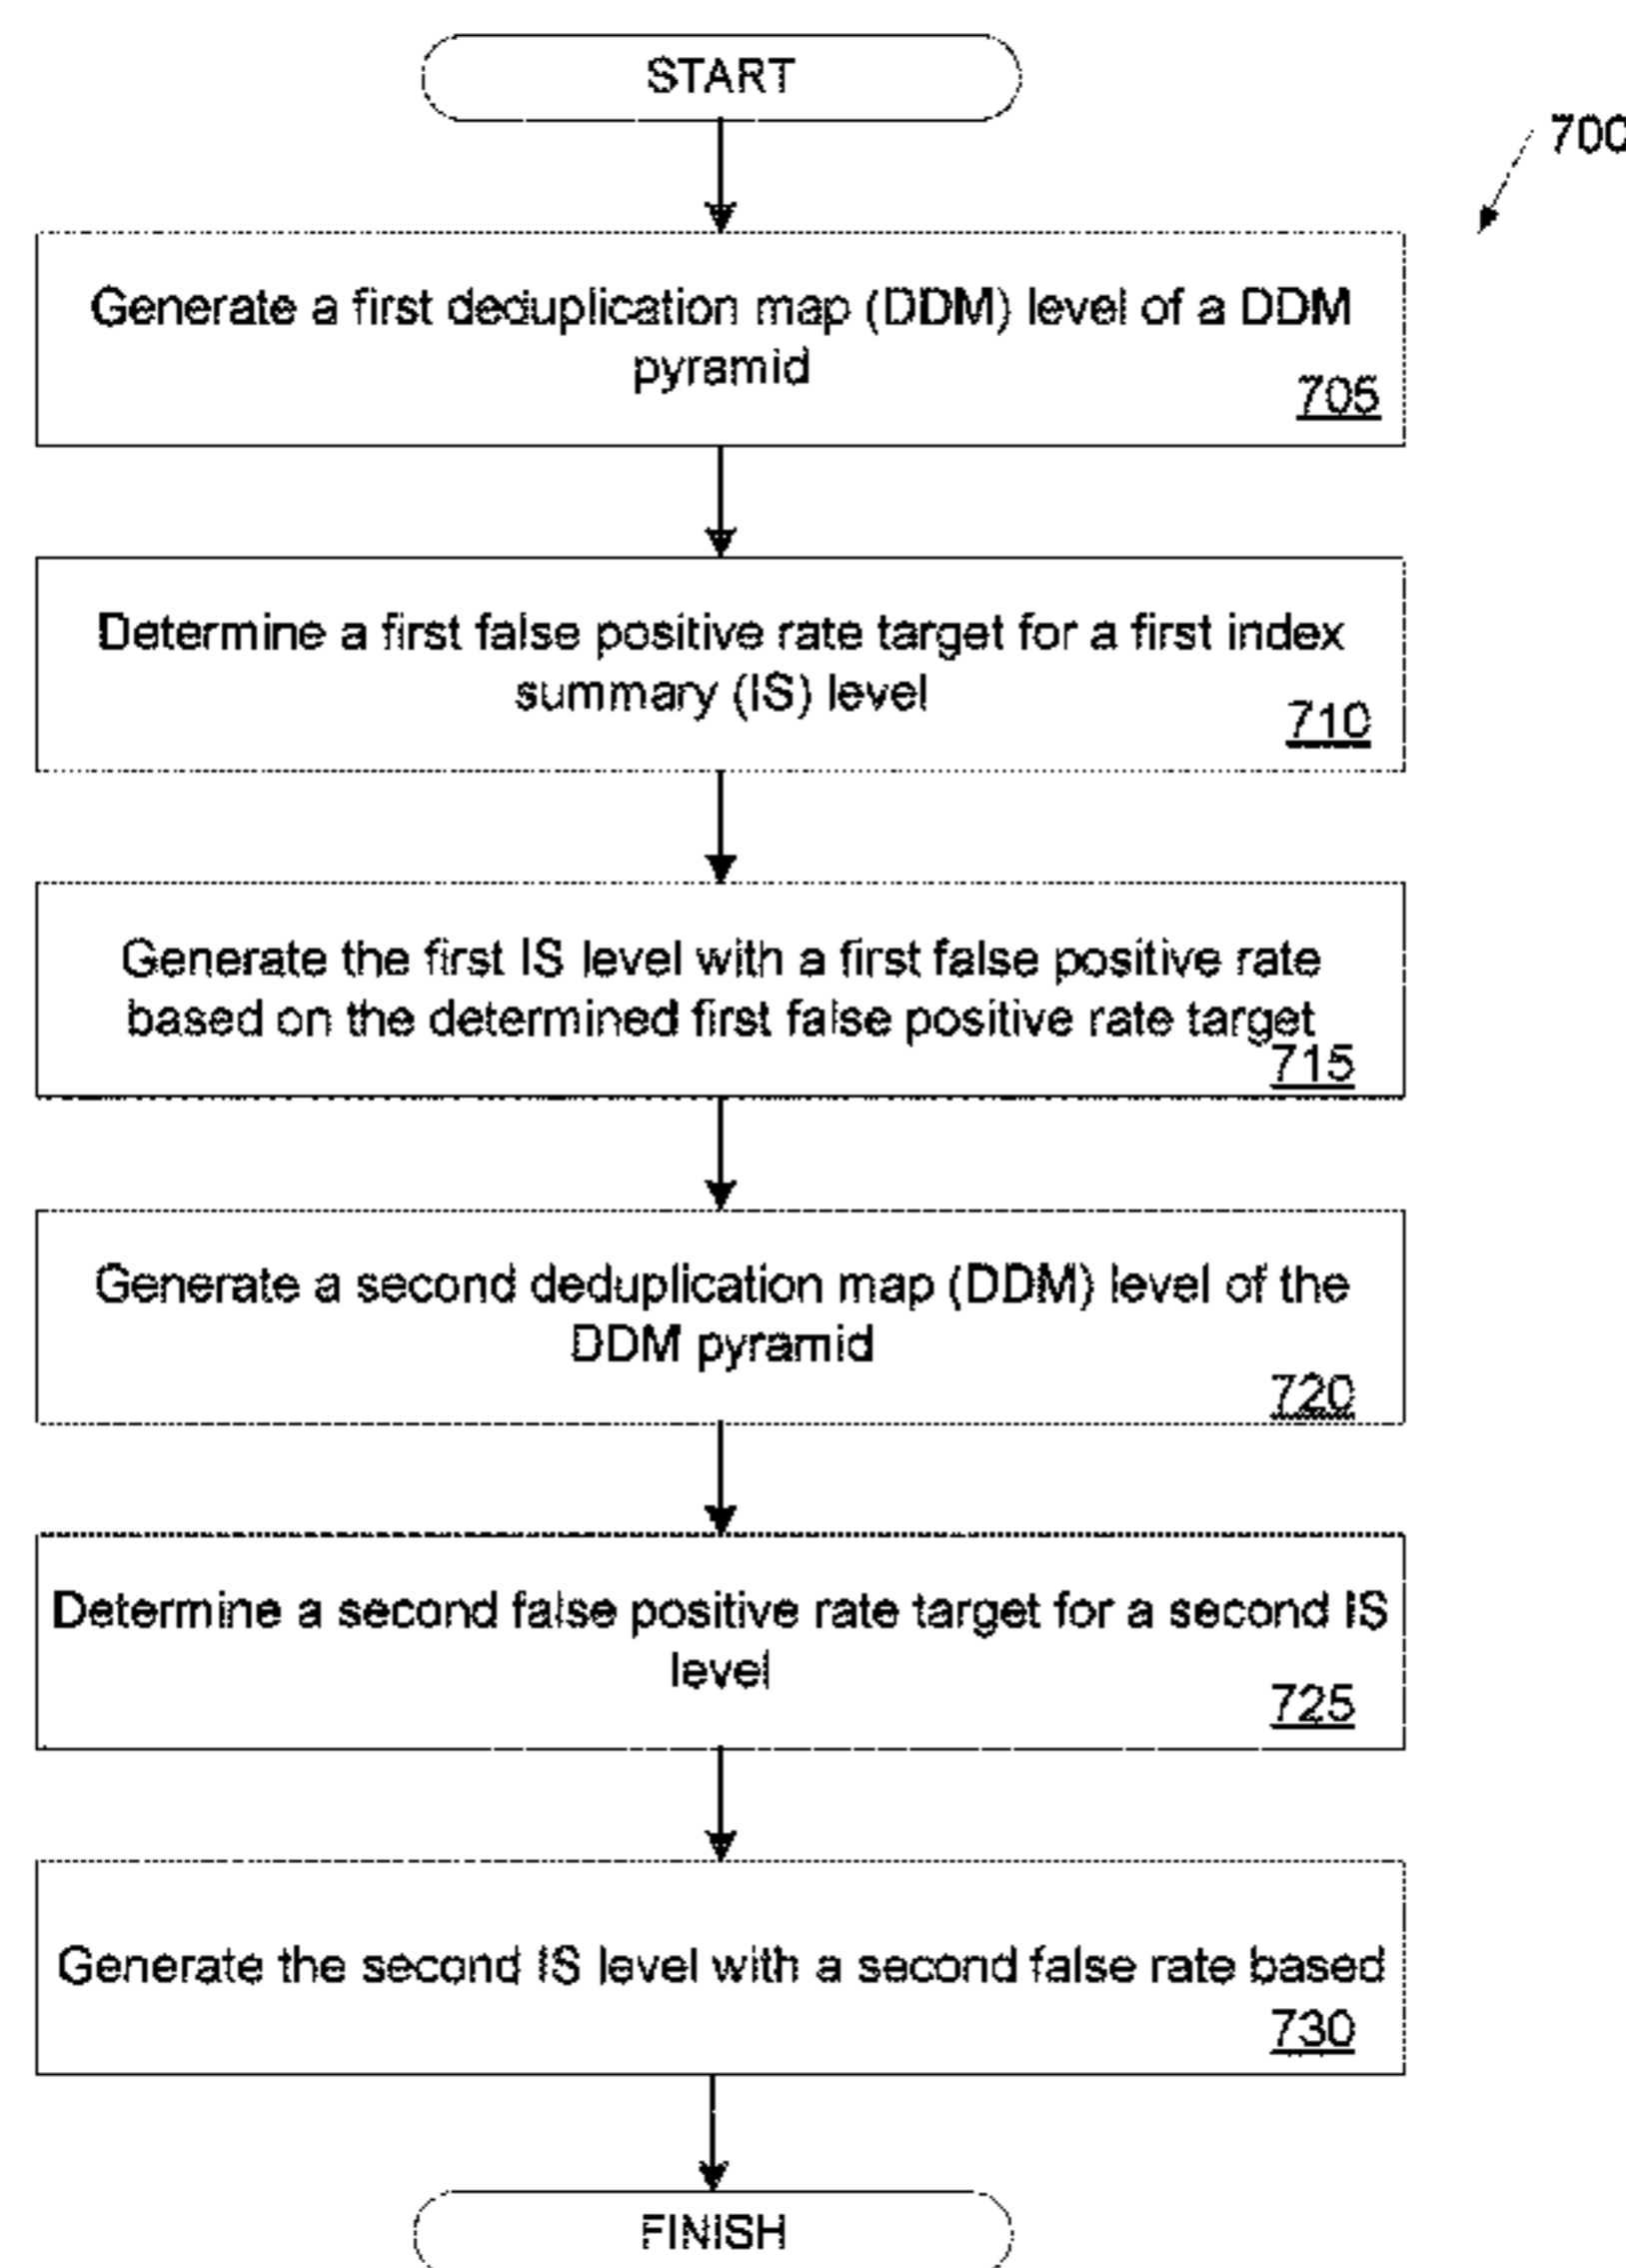 START
700
Generate a first deduplication map (DDM) level of a DDM
pyramid
705
Determine a first false positive rate target for a first index
summary (IS) level
710
Generate the first IS level with a first false positive rate
based on the determined first false positive rate target
715
Generate a second deduplication map (DDM) level of the
DDM pyramid
720
Determine a second false positive rate target for a second IS
level
725
Generate the second IS level with a second false rate based
730
FINISH